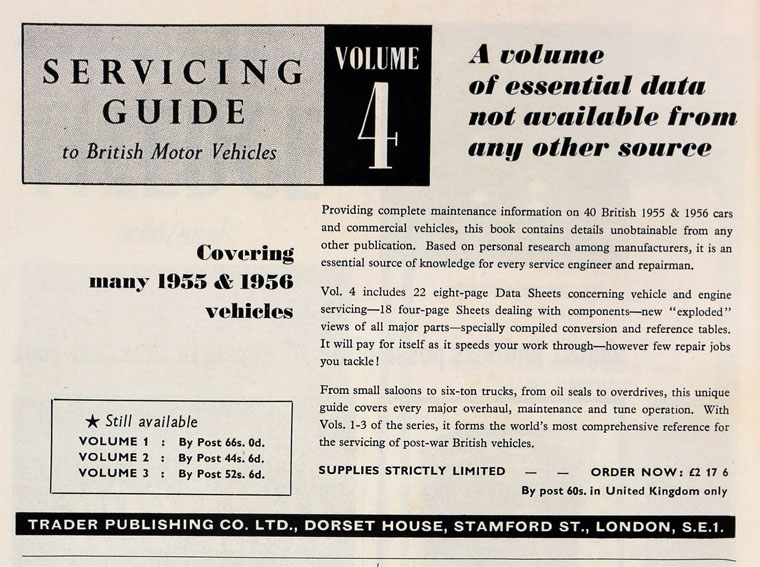 SERVICING
GUIDE
to British Motor Vehicles
VOLUME
4
A volume
of essential data
not available from
any other source
Covering
many 1955 & 1956
vehicles
Providing complete maintenance information on 40 British 1955 & 1956 cars
and commercial vehicles, this book contains details unobtainable from any
other publication. Based on personal research among manufacturers, it is an
essential source of knowledge for every service engineer and repairman.
Vol. 4 includes 22 eight-page Data Sheets concerning vehicle and engine
servicing—18 four-page Sheets dealing with components—new "exploded"
views of all major parts—specially compiled conversion and reference tables.
It will pay for itself as it speeds your work through—however few repair jobs
you tackle!
From small saloons to six-ton trucks, from oil seals to overdrives, this unique
guide covers every major overhaul, maintenance and tune operation. With
Vols. 1-3 of the series, it forms the world's most comprehensive reference for
the servicing of post-war British vehicles.
★ Still available
VOLUME 1 : By Post 66s. 0d.
VOLUME 2 : By Post 44s. 6d.
VOLUME 3 : By Post 52s. 6d.
SUPPLIES STRICTLY LIMITED — — ORDER NOW: £2 17 6
By post 60s. in United Kingdom only
TRADER PUBLISHING CO. LTD., DORSET HOUSE, STAMFORD ST., LONDON, S.E.1.